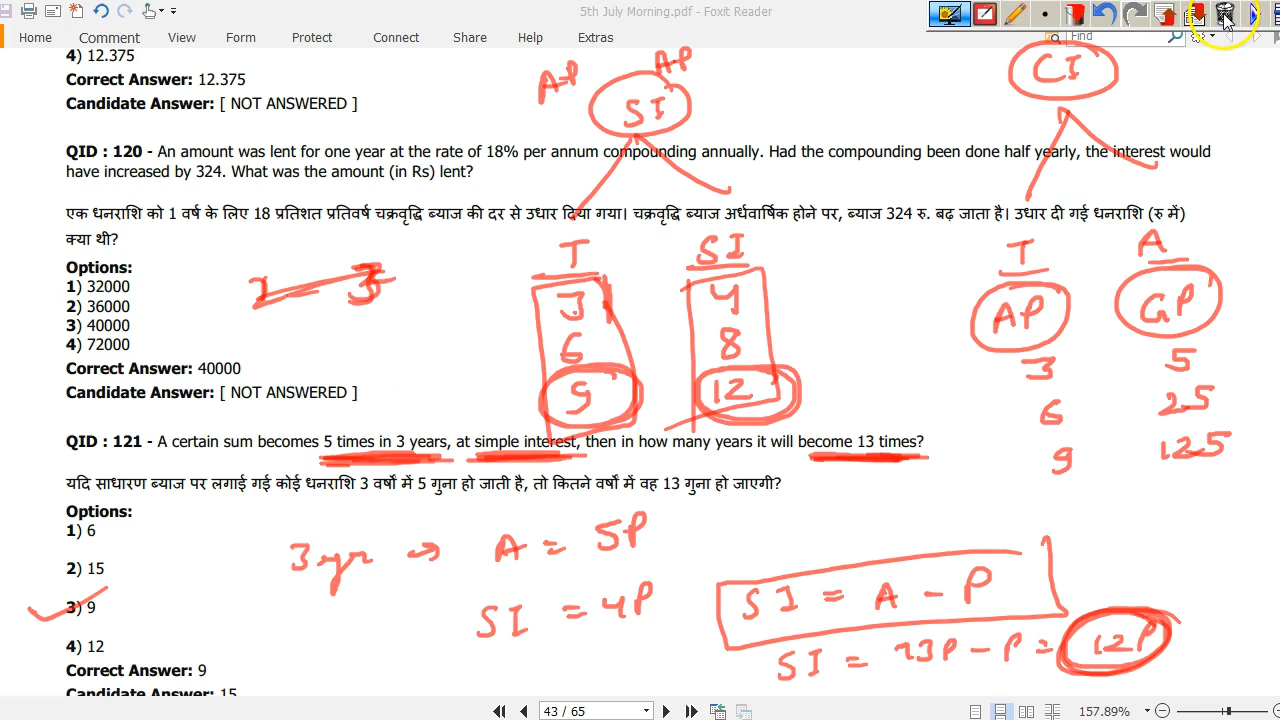 5th July Morning.pdf - Foxit Reader
Home Comment View Form Protect Connect Share Help Extras
Find
4) 12.375
Correct Answer: 12.375
Candidate Answer: [ NOT ANSWERED ]
A-P A-P
SI
CI
QID : 120 - An amount was lent for one year at the rate of 18% per annum compounding annually. Had the compounding been done half yearly, the interest would
have increased by 324. What was the amount (in Rs) lent?
एक धनराशि को 1 वर्ष के लिए 18 प्रतिशत प्रतिवर्ष चक्रवृद्धि ब्याज की दर से उधार दिया गया। चक्रवृद्धि ब्याज अर्धवार्षिक होने पर, ब्याज 324 रु. बढ़ जाता है। उधार दी गई धनराशि (रु में)
क्या थी?
Options:
1) 32000
2) 36000
3) 40000
4) 72000
Correct Answer: 40000
Candidate Answer: [ NOT ANSWERED ]
T SI T A
3 4 AP GP
6 8 3 5
9 12 6 25
9 125
QID : 121 - A certain sum becomes 5 times in 3 years, at simple interest, then in how many years it will become 13 times?
यदि साधारण ब्याज पर लगाई गई कोई धनराशि 3 वर्षों में 5 गुना हो जाती है, तो कितने वर्षों में वह 13 गुना हो जाएगी?
Options:
1) 6
2) 15
3) 9
4) 12
Correct Answer: 9
Candidate Answer: 15
3 yr → A = 5P
SI = 4P
SI = A - P
SI = 13P - P = 12P
43 / 65
157.89%